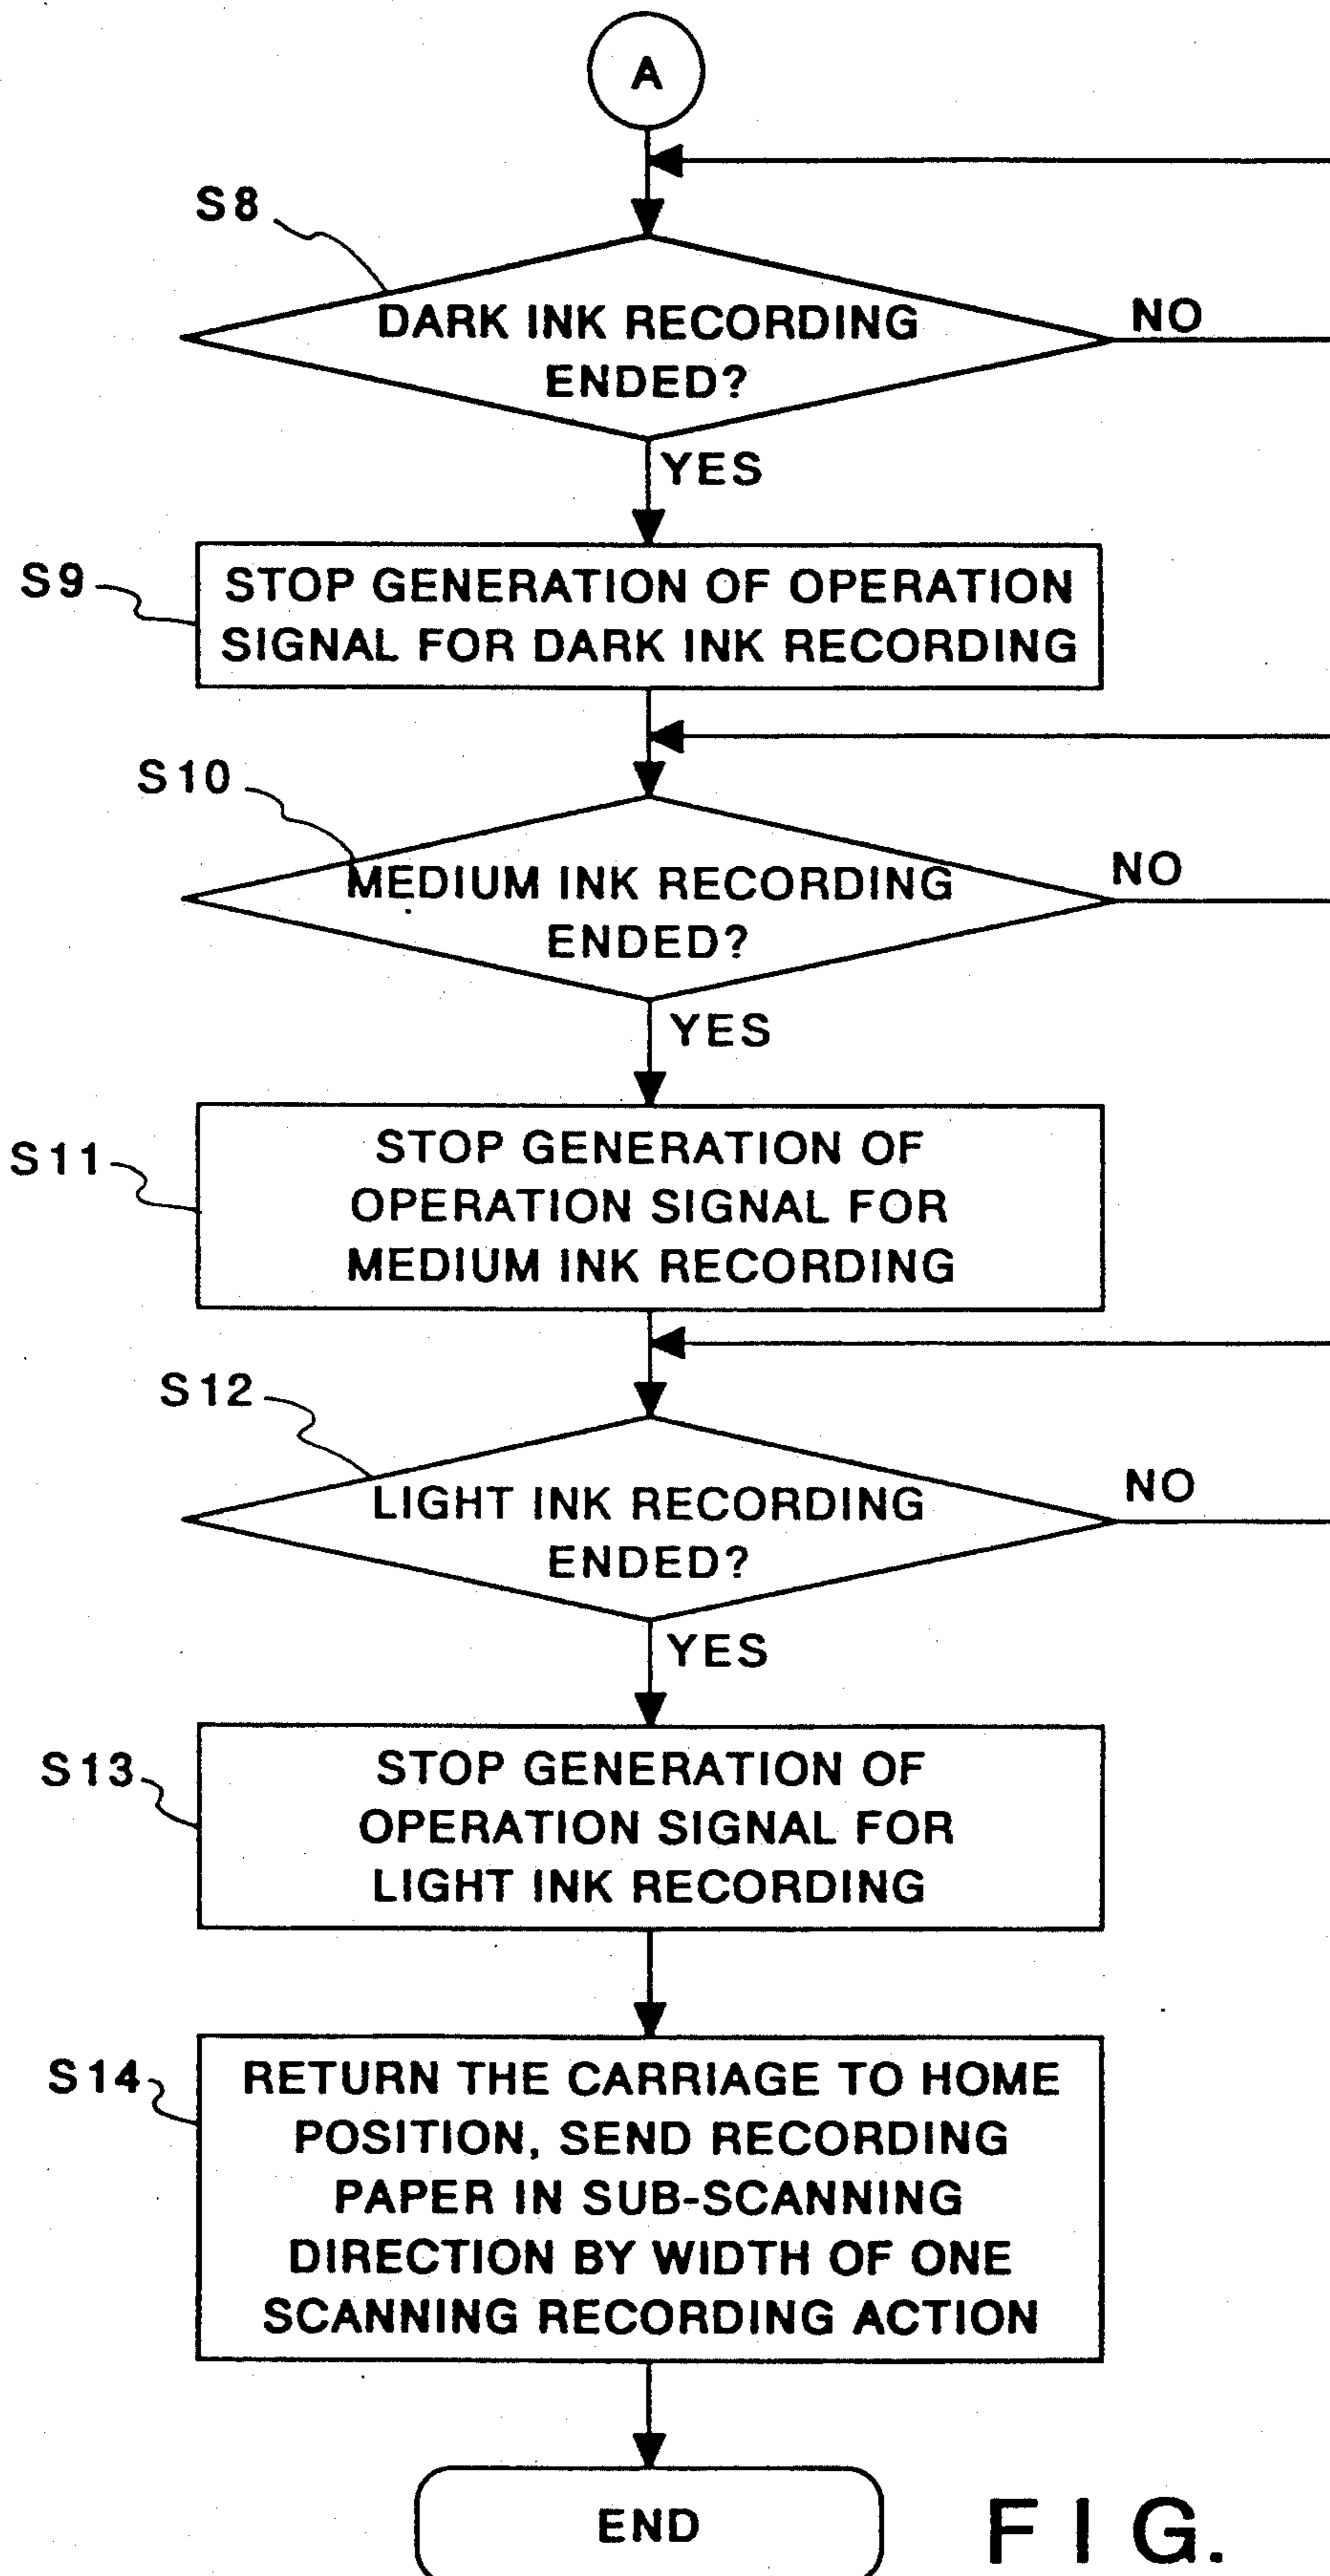 A
S8
DARK INK RECORDING
ENDED?
NO
YES
S9
STOP GENERATION OF OPERATION
SIGNAL FOR DARK INK RECORDING
S10
MEDIUM INK RECORDING
ENDED?
NO
YES
S11
STOP GENERATION OF
OPERATION SIGNAL FOR
MEDIUM INK RECORDING
S12
LIGHT INK RECORDING
ENDED?
NO
YES
S13
STOP GENERATION OF
OPERATION SIGNAL FOR
LIGHT INK RECORDING
S14
RETURN THE CARRIAGE TO HOME
POSITION, SEND RECORDING
PAPER IN SUB-SCANNING
DIRECTION BY WIDTH OF ONE
SCANNING RECORDING ACTION
END
FIG.